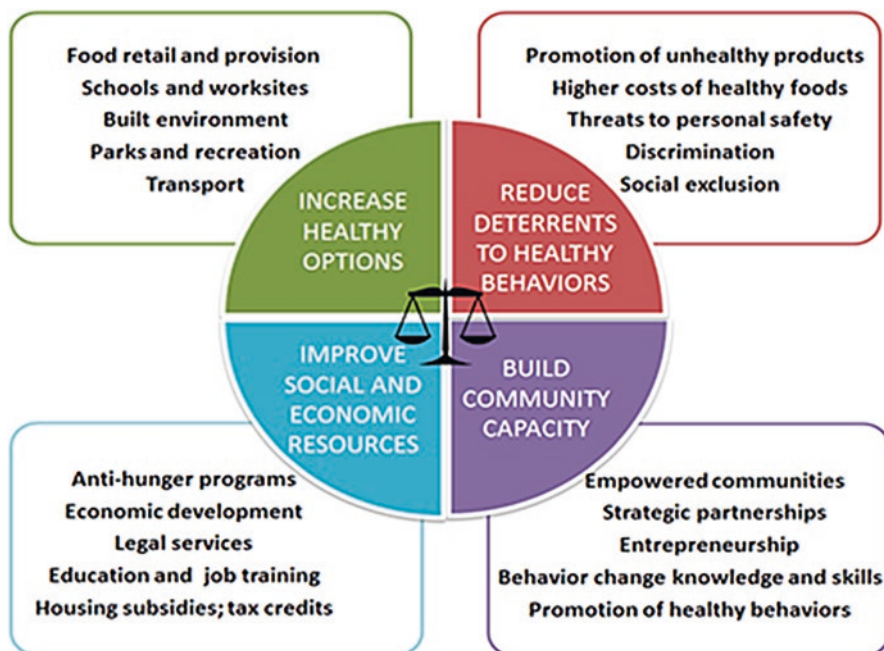 Food retail and provision
Schools and worksites
Built environment
Parks and recreation
Transport
Promotion of unhealthy products
Higher costs of healthy foods
Threats to personal safety
Discrimination
Social exclusion
INCREASE
HEALTHY
OPTIONS
REDUCE
DETERRENTS
TO HEALTHY
BEHAVIORS
IMPROVE
SOCIAL AND
ECONOMIC
RESOURCES
BUILD
COMMUNITY
CAPACITY
Anti-hunger programs
Economic development
Legal services
Education and job training
Housing subsidies; tax credits
Empowered communities
Strategic partnerships
Entrepreneurship
Behavior change knowledge and skills
Promotion of healthy behaviors